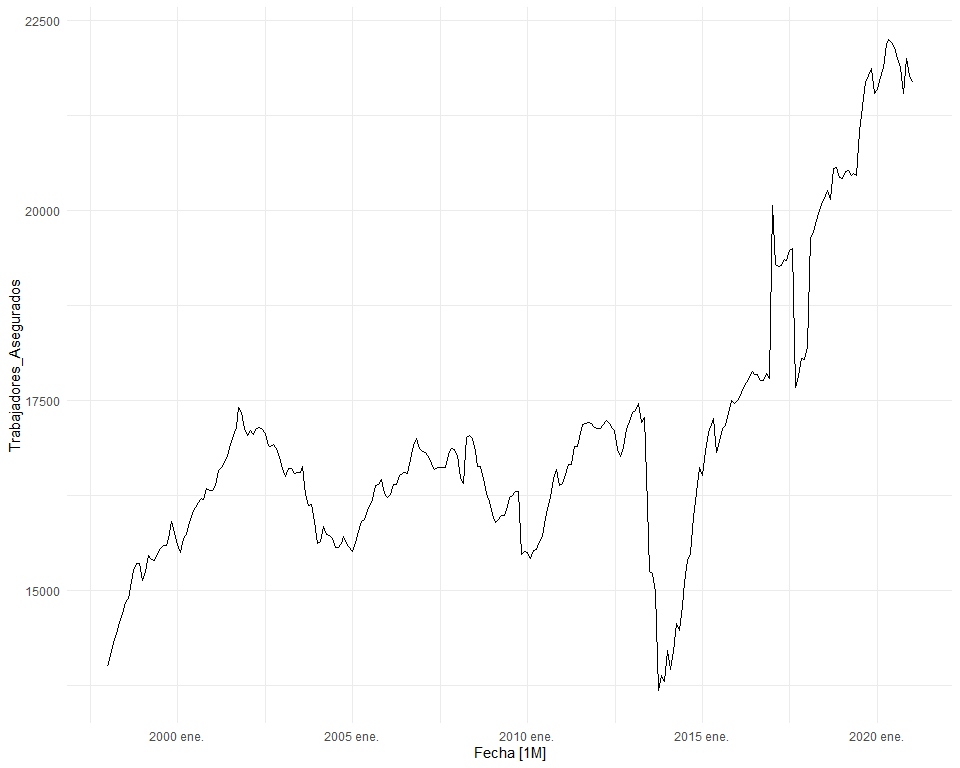 Trabajadores_Asegurados
22500
20000
17500
15000
2000 ene.
2005 ene.
2010 ene.
2015 ene.
2020 ene.
Fecha [1M]